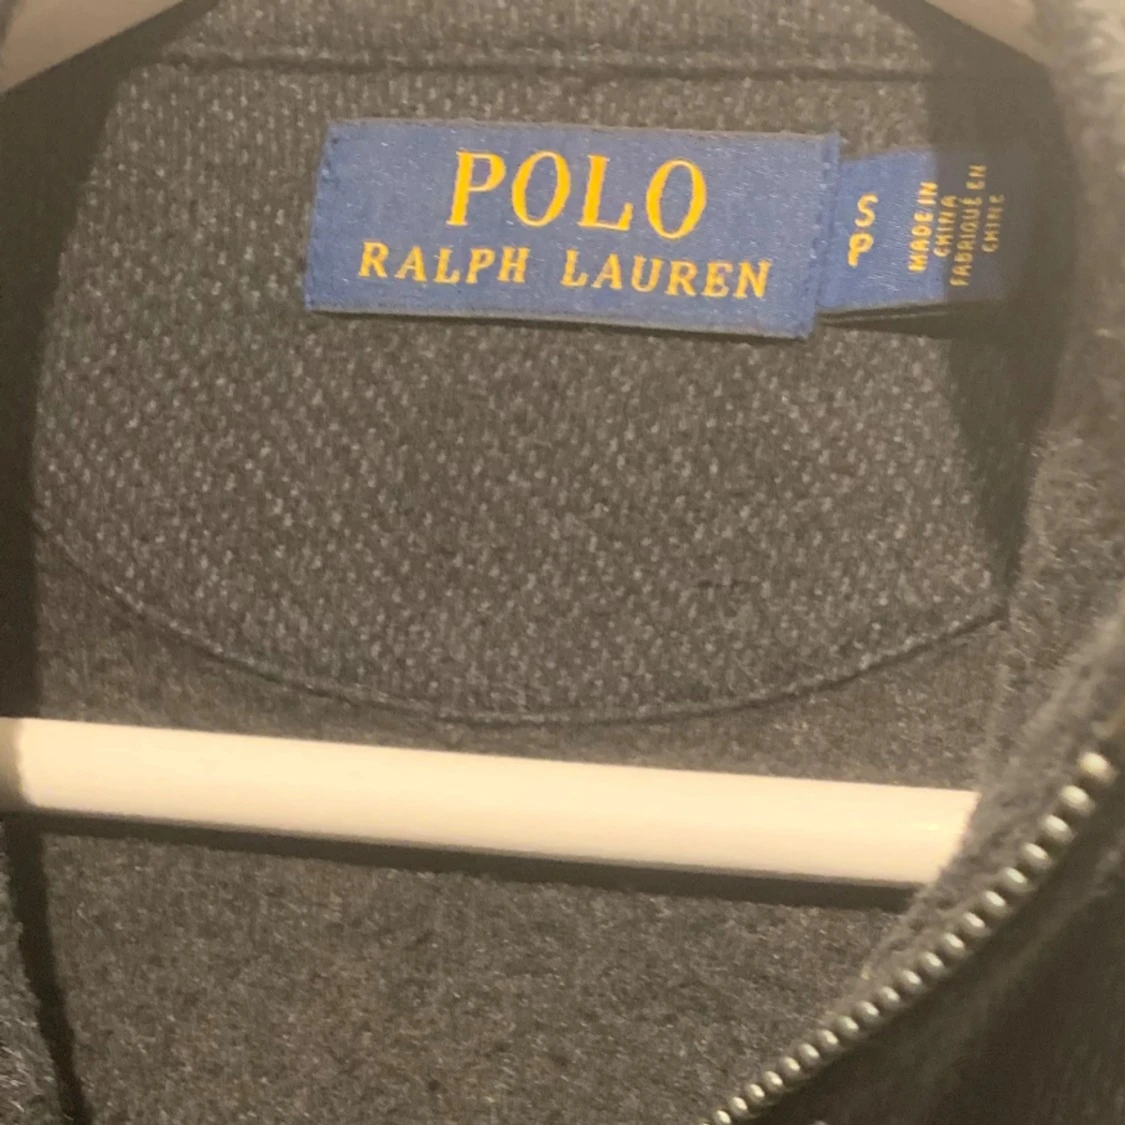 POLO
RALPH LAUREN
S
P
MADE IN
CHINA
FABRIQUÉ EN
CHINE